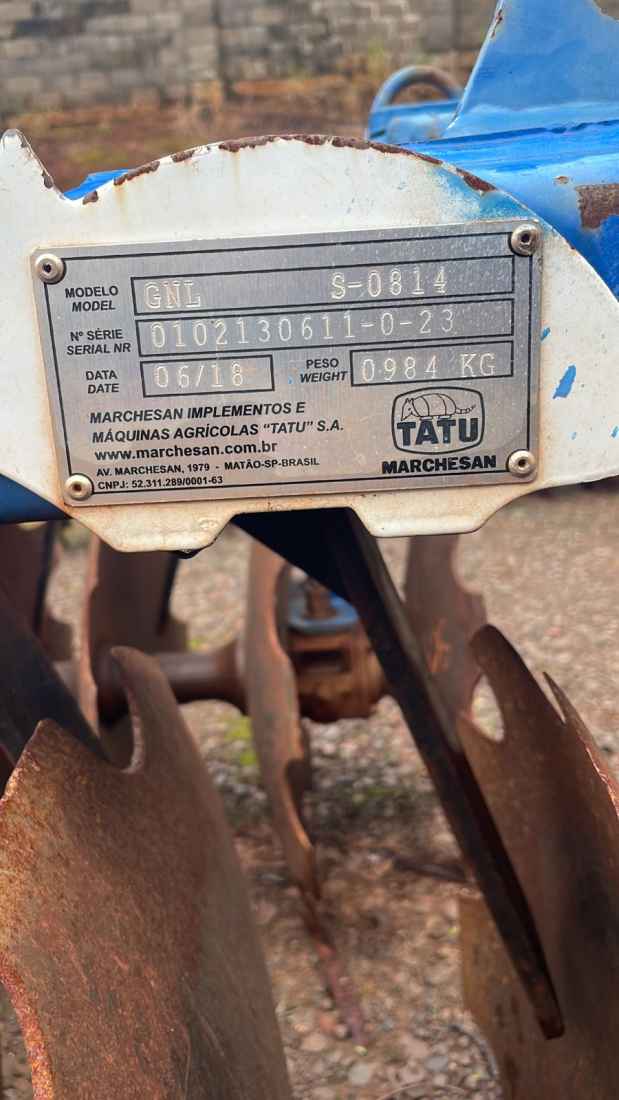 MODELO
MODEL
GNL S-0814
Nº SÉRIE
SERIAL NR
0102130611-0-23
DATA
DATE
06/18
PESO
WEIGHT
0984 KG
MARCHESAN IMPLEMENTOS E
MÁQUINAS AGRÍCOLAS “TATU” S.A.
www.marchesan.com.br
AV. MARCHESAN, 1979 - MATÃO-SP-BRASIL
CNPJ: 52.311.289/0001-63
TATU
MARCHESAN